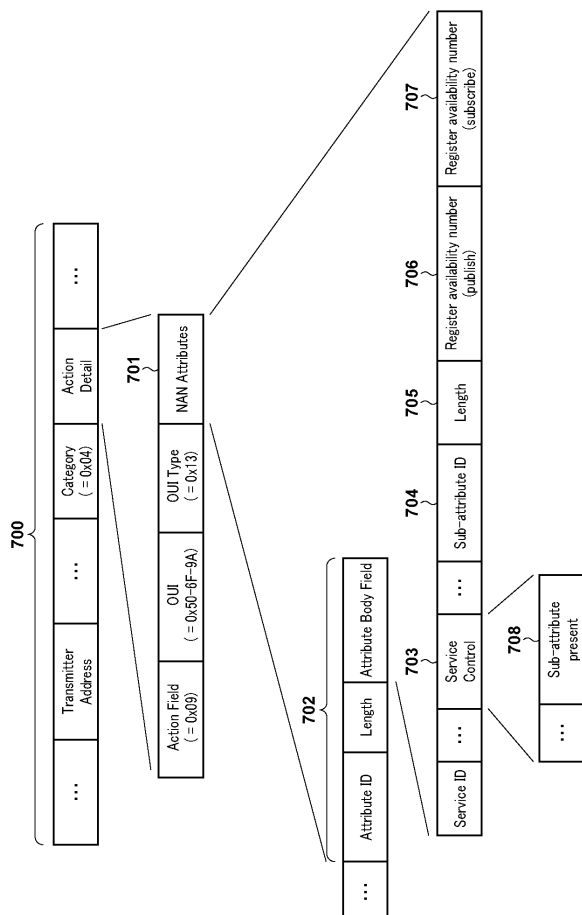 700
...
Transmitter
Address
...
Category
( = 0x04)
Action
Detail
...
701
Action Field
( = 0x09)
OUI
( = 0x50-6F-9A)
OUI Type
( = 0x13)
NAN Attributes
702
...
Attribute ID
Length
Attribute Body Field
703
704
705
706
707
Service ID
...
Service
Control
...
Sub-attribute ID
Length
Register availability number
(publish)
Register availability number
(subscribe)
708
...
Sub-attribute
present